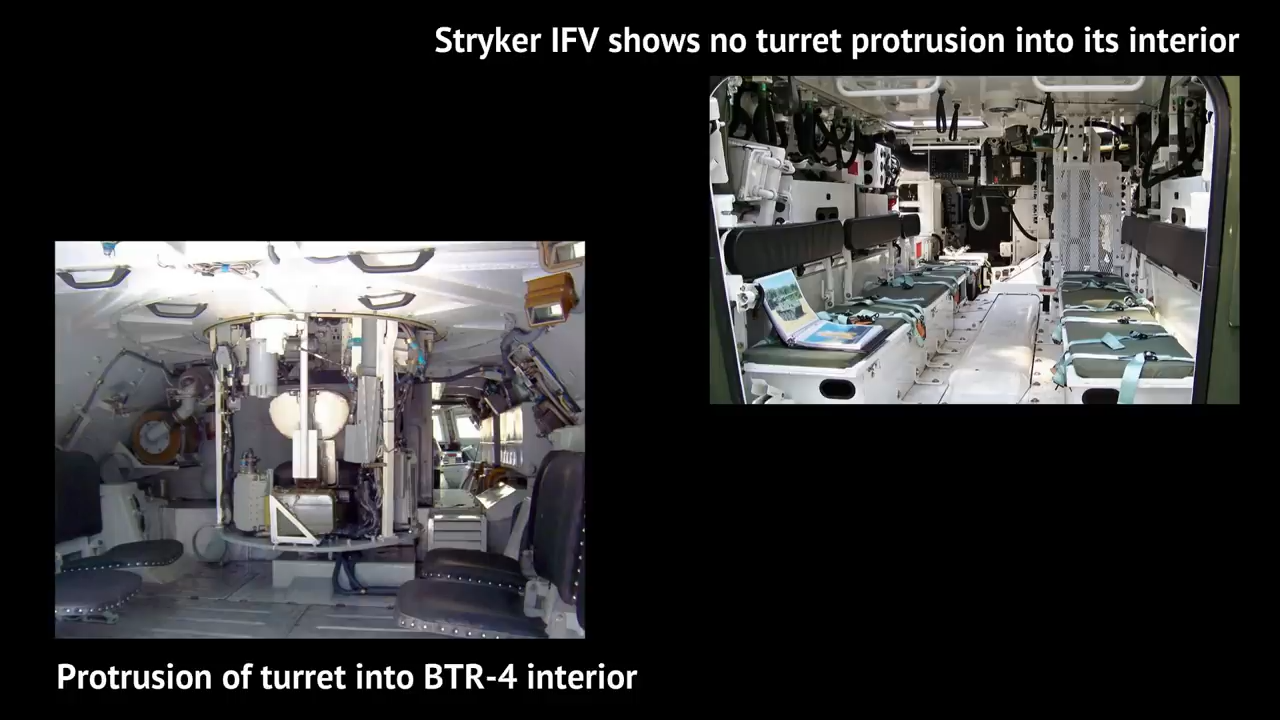 Stryker IFV shows no turret protrusion into its interior
Protrusion of turret into BTR-4 interior